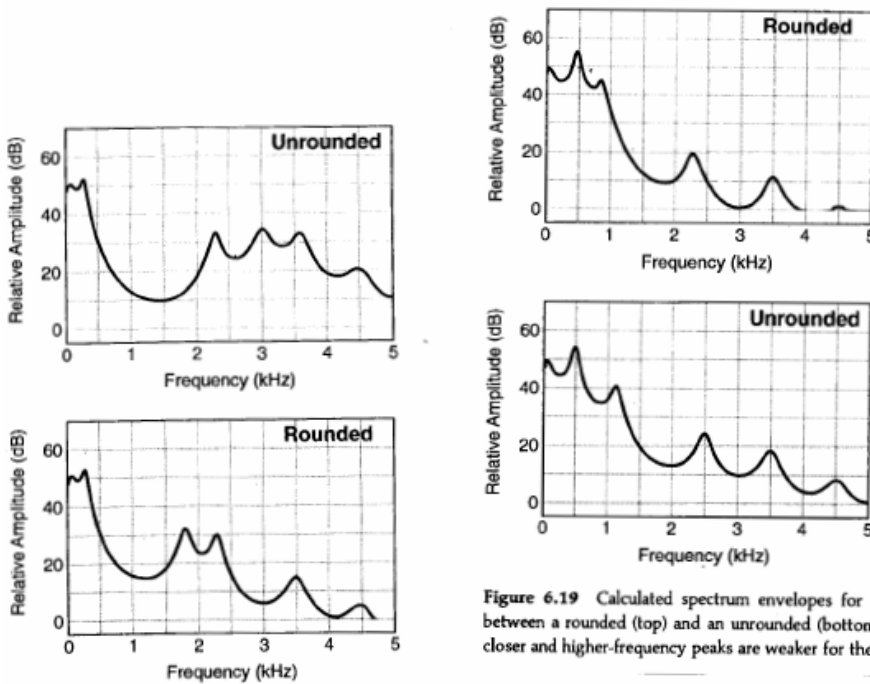 Unrounded
Relative Amplitude (dB)
60
40
20
0
0 1 2 3 4 5
Frequency (kHz)
Rounded
Relative Amplitude (dB)
60
40
20
0
0 1 2 3 4 5
Frequency (kHz)
Rounded
Relative Amplitude (dB)
60
40
20
0
0 1 2 3 4 5
Frequency (kHz)
Unrounded
Relative Amplitude (dB)
60
40
20
0
0 1 2 3 4 5
Frequency (kHz)
Figure 6.19 Calculated spectrum envelopes for
between a rounded (top) and an unrounded (bottom
closer and higher-frequency peaks are weaker for the